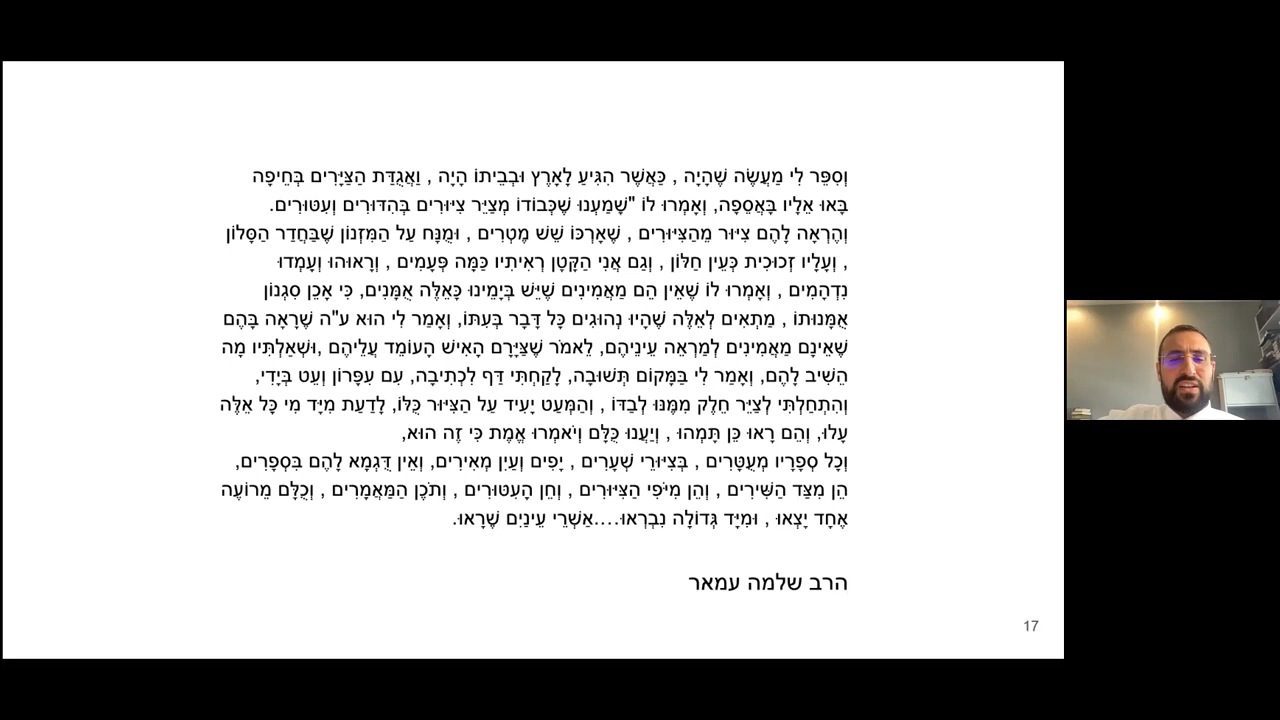 וְסִפֵּר לִי מַעֲשֶׂה שֶׁהָיָה , כַּאֲשֶׁר הִגִּיעַ לָאָרֶץ וּבְבֵיתוֹ הָיָה , וַאֲגֻדַּת הַצַּיָּרִים בְּחֵיפָה
בָּאוּ אֵלָיו בָּאֲסֵפָה, וְאָמְרוּ לוֹ "שָׁמַעְנוּ שֶׁכְּבוֹדוֹ מְצַיֵּר צִיּוּרִים בְּהִדּוּרִים וְעִטּוּרִים.
וְהֶרְאָה לָהֶם צִיּוּר מֵהַצִּיּוּרִים , שֶׁאָרְכּוֹ שֵׁשׁ מֶטְרִים , וּמֻנָּח עַל הַמִּזְנוֹן שֶׁבַּחֲדַר הַסָּלוֹן
, וְעָלָיו זְכוּכִית כְּעֵין חַלּוֹן , וְגַם אֲנִי הַקָּטָן רְאִיתִיו כַּמָּה פְּעָמִים , וְרָאוּהוּ וְעָמְדוּ
נִדְהָמִים , וְאָמְרוּ לוֹ שֶׁאֵין הֵם מַאֲמִינִים שֶׁיֵּשׁ בְּיָמֵינוּ כָּאֵלֶּה אֻמָּנִים, כִּי אָכֵן סִגְנוֹן
אֻמָּנוּתוֹ , מַתְאִים לְאֵלֶּה שֶׁהָיוּ נְהוּגִים כָּל דָּבָר בְּעִתּוֹ, וְאָמַר לִי הוּא ע"ה שֶׁרָאָה בָּהֶם
שֶׁאֵינָם מַאֲמִינִים לְמַרְאֵה עֵינֵיהֶם, לֵאמֹר שֶׁצִּיְּרָם הָאִישׁ הָעוֹמֵד עֲלֵיהֶם ,וּשְׁאַלְתִּיו מָה
הֵשִׁיב לָהֶם, וְאָמַר לִי בִּמְקוֹם תְּשׁוּבָה, לָקַחְתִּי דַּף לִכְתִיבָה, עִם עִפָּרוֹן וְעֵט בְּיָדִי,
וְהִתְחַלְתִּי לְצַיֵּר חֵלֶק מִמֶּנּוּ לְבַדּוֹ , וְהַמְּעַט יָעִיד עַל הַצִּיּוּר כֻּלּוֹ, לָדַעַת מִיָּד מִי כָּל אֵלֶּה
עָלוּ, וְהֵם רָאוּ כֵּן תָּמְהוּ , וְיַעֲנוּ כֻּלָּם וְיֹאמְרוּ אֱמֶת כִּי זֶה הוּא,
וְכָל סְפָרָיו מְעֻטָּרִים , בְּצִיּוּרֵי שְׁעָרִים , יָפִים וְעַיִן מְאִירִים, וְאֵין דֻּגְמָא לָהֶם בִּסְפָרִים,
הֵן מִצַּד הַשִּׁירִים , וְהֵן מִיֹּפִי הַצִּיּוּרִים , וְחֵן הָעִטּוּרִים , וְתֹכֶן הַמַּאֲמָרִים , וְכֻלָּם מֵרוֹעֶה
אֶחָד יָצְאוּ , וּמִיָּד גְּדוֹלָה נִבְרְאוּ....אַשְׁרֵי עֵינַיִם שֶׁרָאוּ.
הרב שלמה עמאר
17